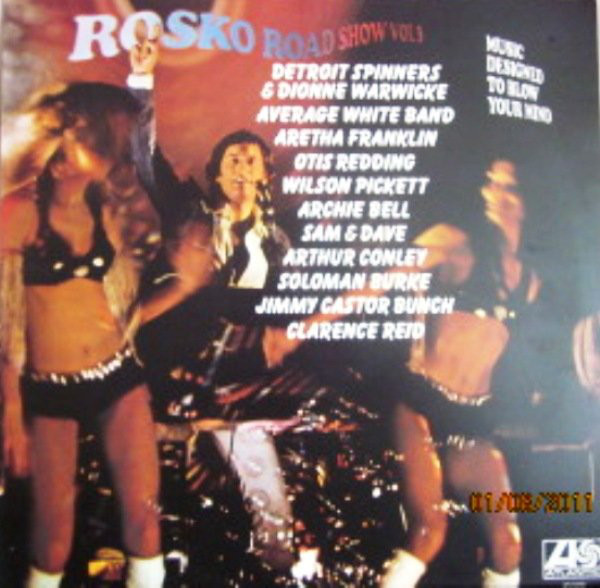 ROSKO ROAD SHOW VOL1
MUSIC
DESIGNED
TO BLOW
YOUR MIND
DETROIT SPINNERS
& DIONNE WARWICKE
AVERAGE WHITE BAND
ARETHA FRANKLIN
OTIS REDDING
WILSON PICKETT
ARCHIE BELL
SAM & DAVE
ARTHUR CONLEY
SOLOMAN BURKE
JIMMY CASTOR BUNCH
CLARENCE REID
01/08/2011